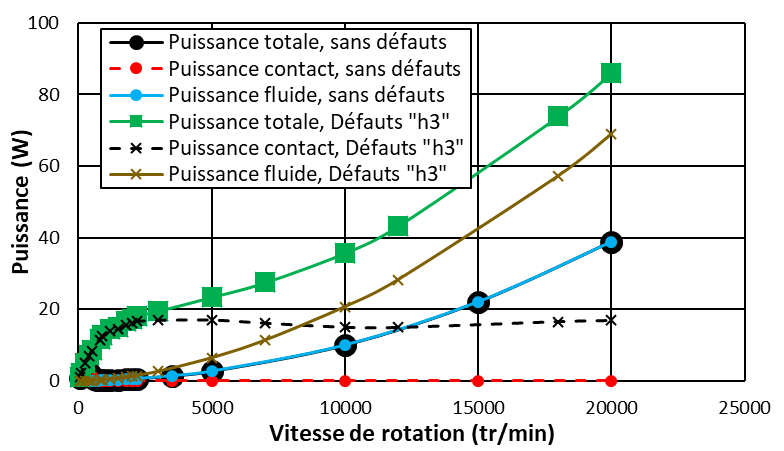 100
80
60
40
20
0
Puissance (W)
Puissance totale, sans défauts
Puissance contact, sans défauts
Puissance fluide, sans défauts
Puissance totale, Défauts "h3"
Puissance contact, Défauts "h3"
Puissance fluide, Défauts "h3"
0 5000 10000 15000 20000 25000
Vitesse de rotation (tr/min)